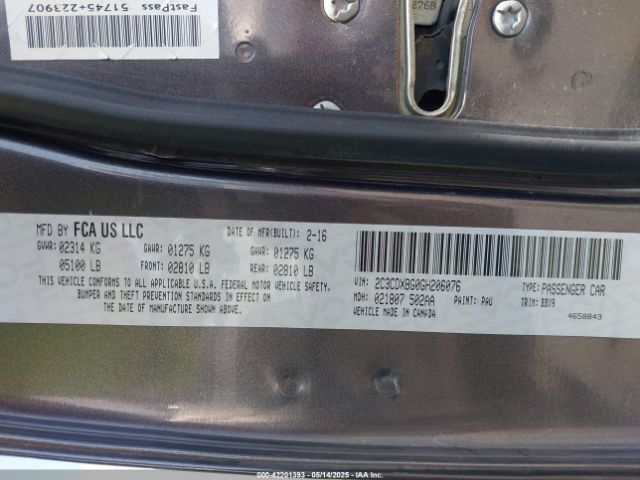 FastPass 51745+223907
276B
MFD BY FCA US LLC
DATE OF MFR(BUILT): 2-16
GVWR: 02314 KG GAWR: 01275 KG GAWR: 01275 KG
05100 LB FRONT: 02810 LB REAR: 02810 LB
THIS VEHICLE CONFORMS TO ALL APPLICABLE U.S.A. FEDERAL MOTOR VEHICLE SAFETY,
BUMPER AND THEFT PREVENTION STANDARDS IN EFFECT ON
THE DATE OF MANUFACTURE SHOWN ABOVE.
VIN: 2C3CDXBG0GH206076 TYPE: PASSENGER CAR
MDH: 021807 502AA PAINT: PAU TRIM: BB19
VEHICLE MADE IN CANADA 4658843
000-42201393 - 05/14/2025 - IAA Inc.